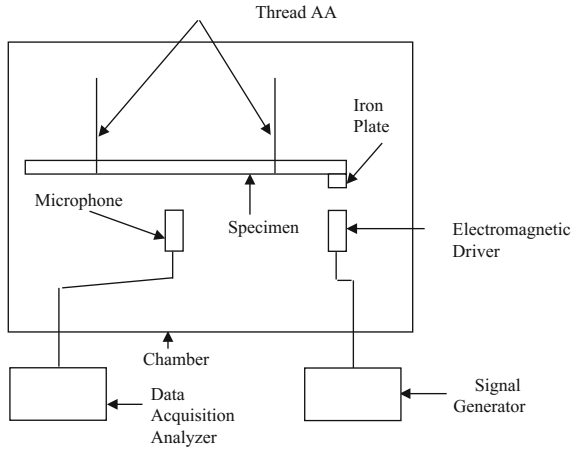 Thread AA
Iron
Plate
Microphone
Specimen
Electromagnetic
Driver
Chamber
Data
Acquisition
Analyzer
Signal
Generator